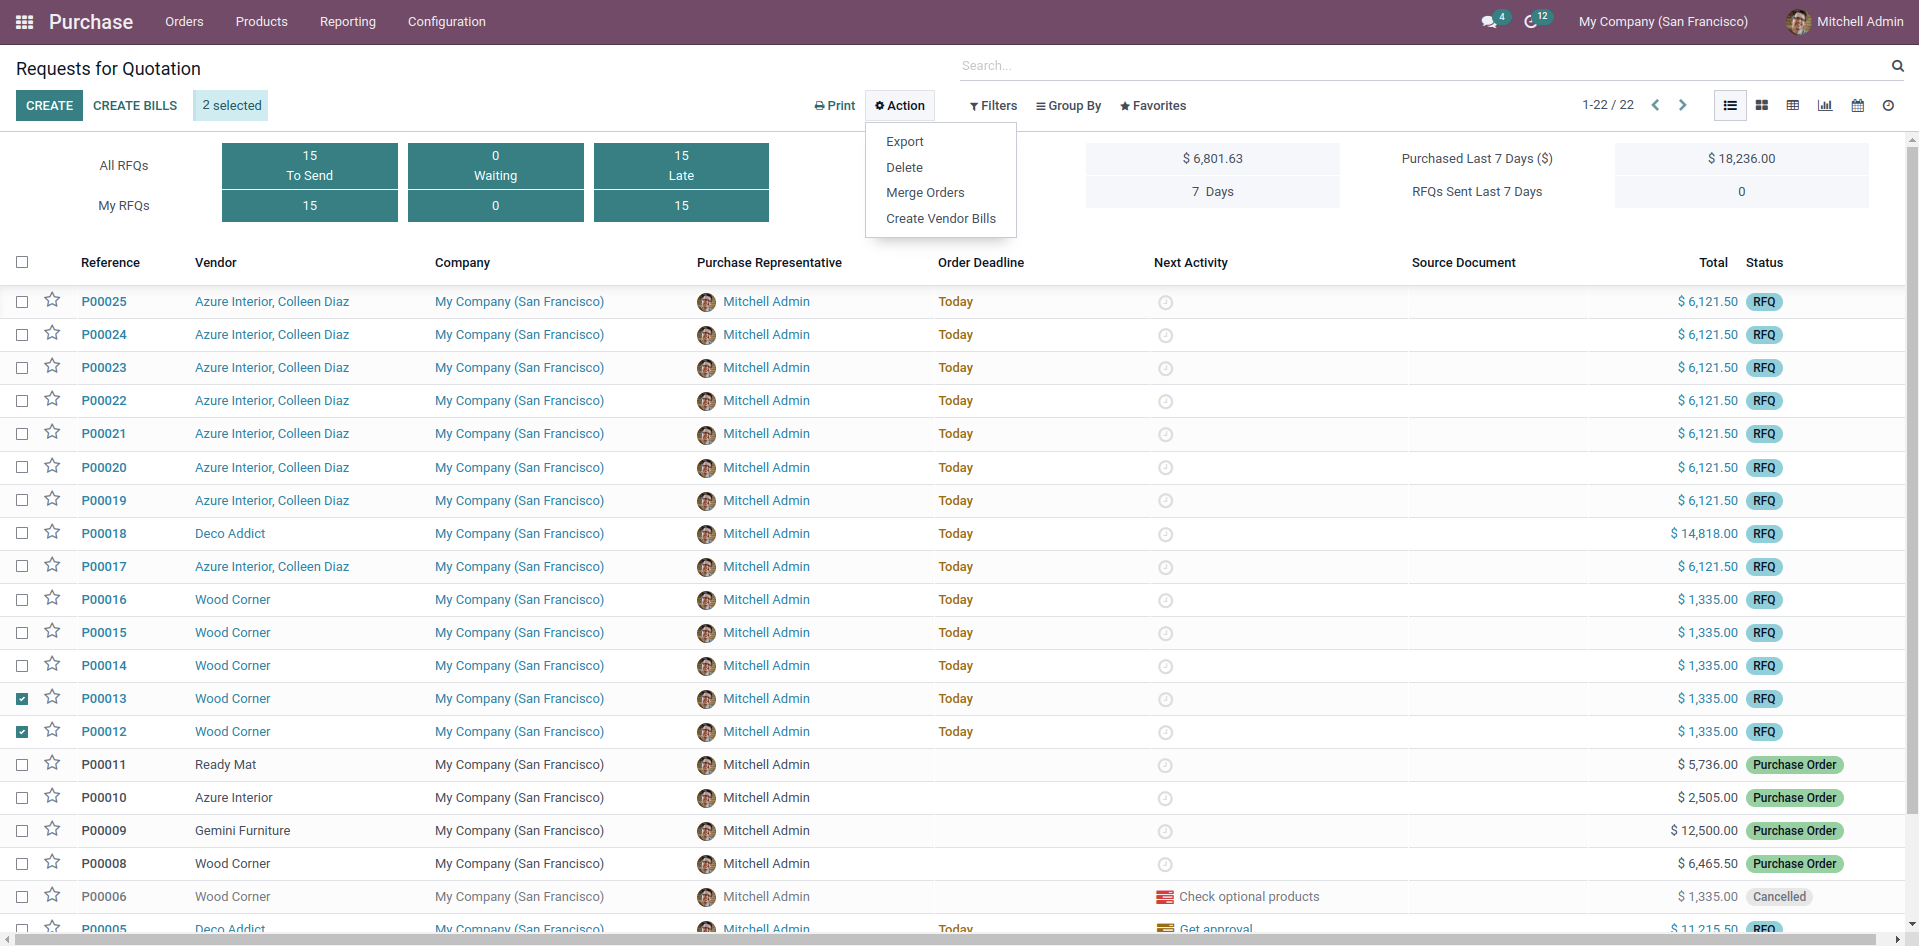 Purchase Orders Products Reporting Configuration 4 12 My Company (San Francisco) Mitchell Admin
Requests for Quotation Search...
CREATE CREATE BILLS 2 selected Print Action Filters Group By Favorites 1-22 / 22
Export
Delete
Merge Orders
Create Vendor Bills
All RFQs 15 To Send 0 Waiting 15 Late $ 6,801.63 Purchased Last 7 Days ($) $ 18,236.00
My RFQs 15 0 15 7 Days RFQs Sent Last 7 Days 0
Reference Vendor Company Purchase Representative Order Deadline Next Activity Source Document Total Status
P00025 Azure Interior, Colleen Diaz My Company (San Francisco) Mitchell Admin Today $ 6,121.50 RFQ
P00024 Azure Interior, Colleen Diaz My Company (San Francisco) Mitchell Admin Today $ 6,121.50 RFQ
P00023 Azure Interior, Colleen Diaz My Company (San Francisco) Mitchell Admin Today $ 6,121.50 RFQ
P00022 Azure Interior, Colleen Diaz My Company (San Francisco) Mitchell Admin Today $ 6,121.50 RFQ
P00021 Azure Interior, Colleen Diaz My Company (San Francisco) Mitchell Admin Today $ 6,121.50 RFQ
P00020 Azure Interior, Colleen Diaz My Company (San Francisco) Mitchell Admin Today $ 6,121.50 RFQ
P00019 Azure Interior, Colleen Diaz My Company (San Francisco) Mitchell Admin Today $ 6,121.50 RFQ
P00018 Deco Addict My Company (San Francisco) Mitchell Admin Today $ 14,818.00 RFQ
P00017 Azure Interior, Colleen Diaz My Company (San Francisco) Mitchell Admin Today $ 6,121.50 RFQ
P00016 Wood Corner My Company (San Francisco) Mitchell Admin Today $ 1,335.00 RFQ
P00015 Wood Corner My Company (San Francisco) Mitchell Admin Today $ 1,335.00 RFQ
P00014 Wood Corner My Company (San Francisco) Mitchell Admin Today $ 1,335.00 RFQ
P00013 Wood Corner My Company (San Francisco) Mitchell Admin Today $ 1,335.00 RFQ
P00012 Wood Corner My Company (San Francisco) Mitchell Admin Today $ 1,335.00 RFQ
P00011 Ready Mat My Company (San Francisco) Mitchell Admin $ 5,736.00 Purchase Order
P00010 Azure Interior My Company (San Francisco) Mitchell Admin $ 2,505.00 Purchase Order
P00009 Gemini Furniture My Company (San Francisco) Mitchell Admin $ 12,500.00 Purchase Order
P00008 Wood Corner My Company (San Francisco) Mitchell Admin $ 6,465.50 Purchase Order
P00006 Wood Corner My Company (San Francisco) Mitchell Admin Check optional products $ 1,335.00 Cancelled
P00005 Deco Addict My Company (San Francisco) Mitchell Admin Today Get approval $ 11,215.50 RFQ